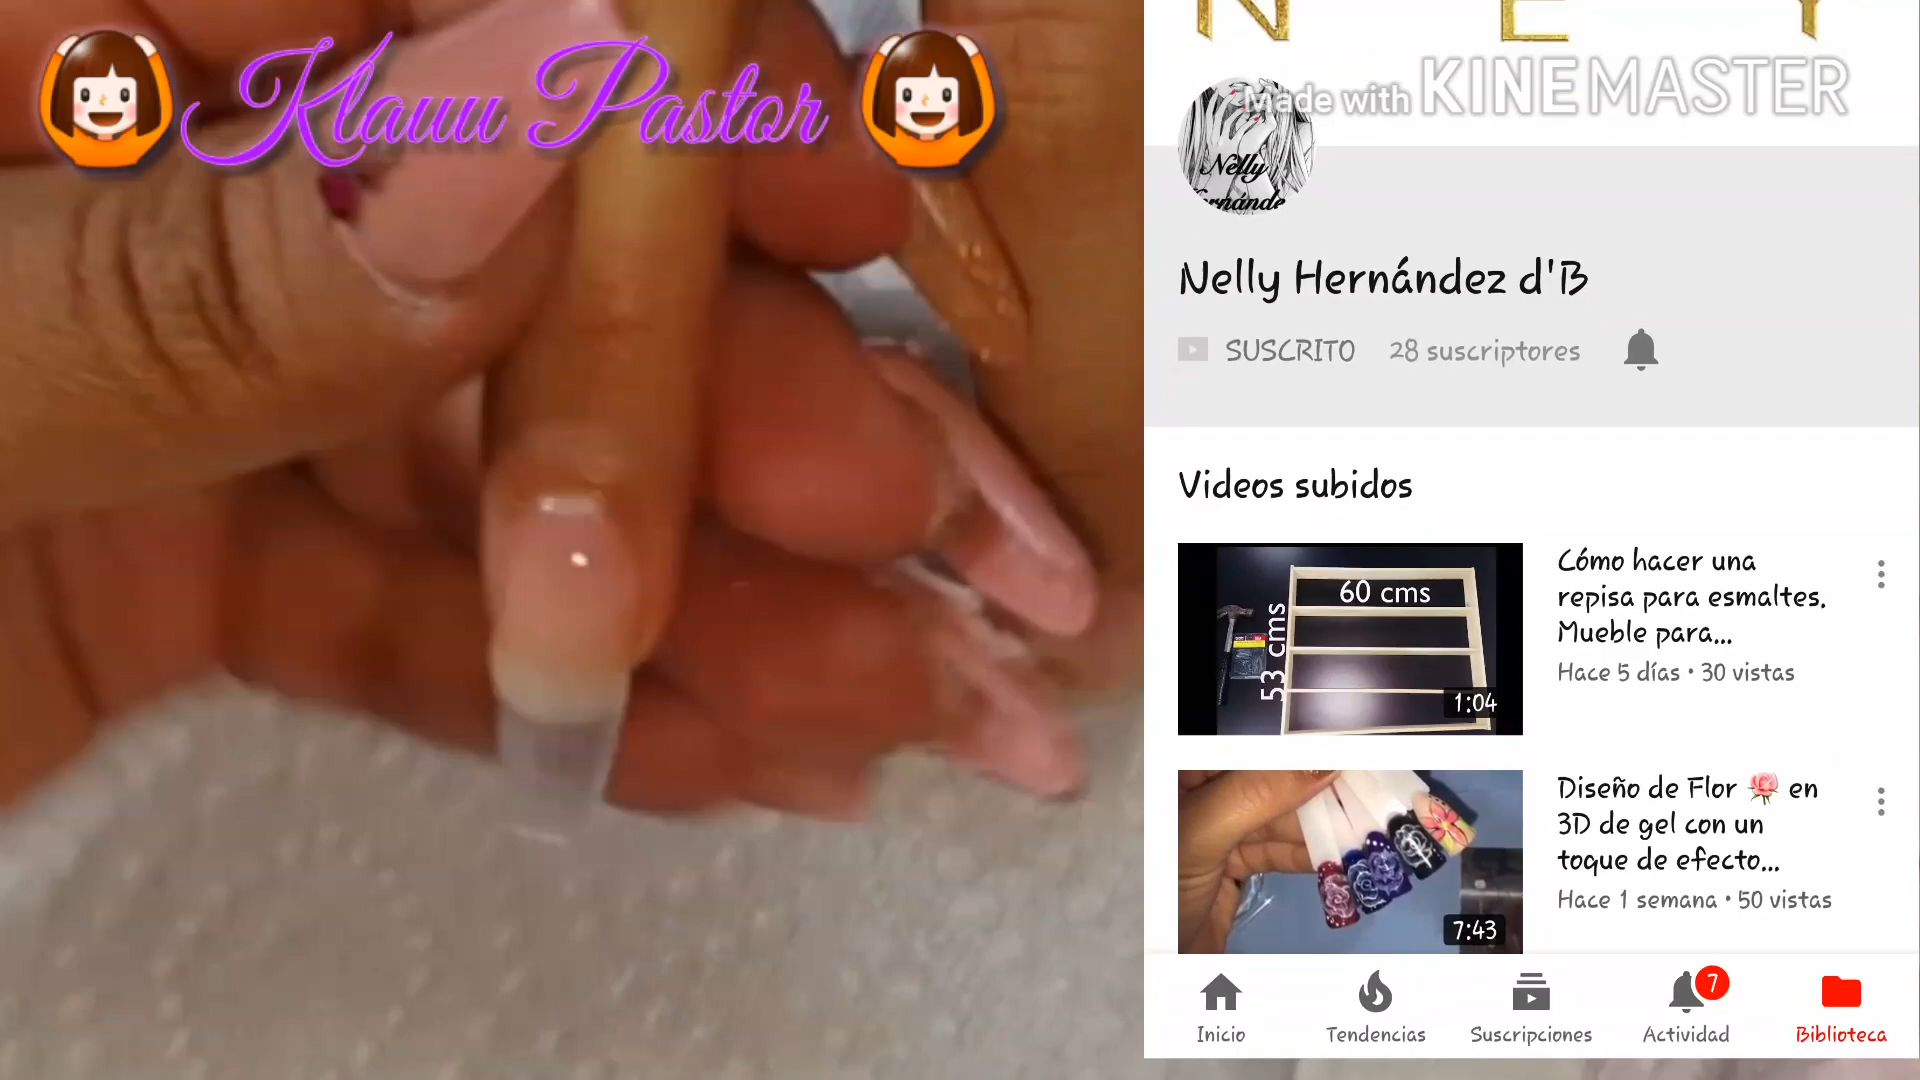 Klauu Pastor
N E Y
Made with KINEMASTER
Nelly
Nelly Hernández d'B
SUSCRITO 28 suscriptores
Videos subidos
60 cms
53 cms
1:04
Cómo hacer una
repisa para esmaltes.
Mueble para...
Hace 5 días • 30 vistas
7:43
Diseño de Flor 🌹 en
3D de gel con un
toque de efecto...
Hace 1 semana • 50 vistas
7
Inicio Tendencias Suscripciones Actividad Biblioteca